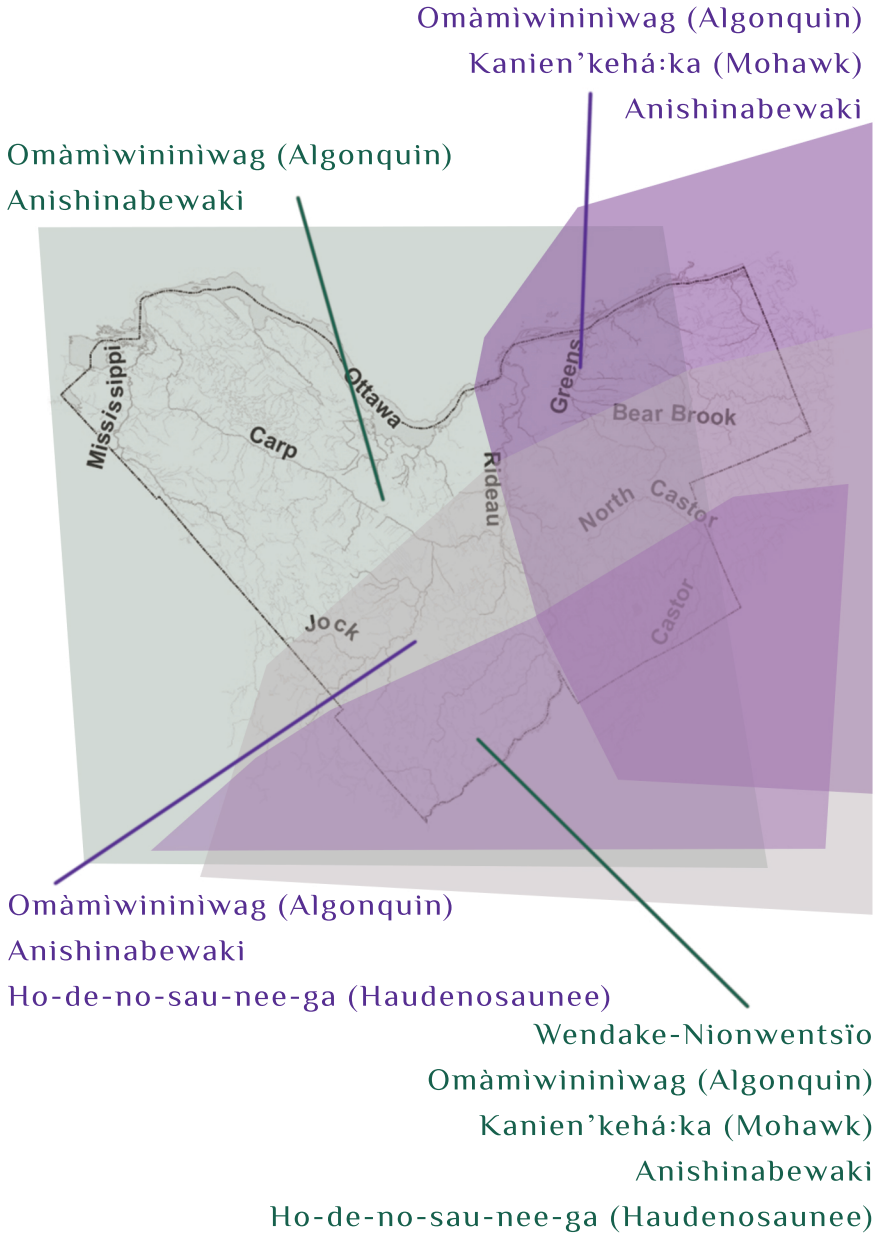 Omàmìwininìwag (Algonquin)
Kanien’kehá:ka (Mohawk)
Anishinabewaki
Omàmìwininìwag (Algonquin)
Anishinabewaki
Mississippi
Carp
Ottawa
Greens
Bear Brook
Rideau
North Castor
Castor
Jock
Omàmìwininìwag (Algonquin)
Anishinabewaki
Ho-de-no-sau-nee-ga (Haudenosaunee)
Wendake-Nionwentsïo
Omàmìwininìwag (Algonquin)
Kanien’kehá:ka (Mohawk)
Anishinabewaki
Ho-de-no-sau-nee-ga (Haudenosaunee)